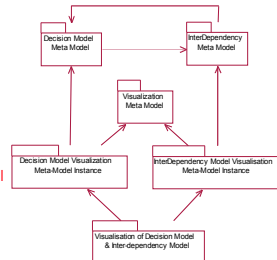 Decision Model
Meta Model
InterDependency
Meta Model
Visualization
Meta Model
Decision Model Visualization
Meta-Model Instance
InterDependency Model Visualisation
Meta-Model Instance
Visualisation of Decision Model
& Inter-dependency Model